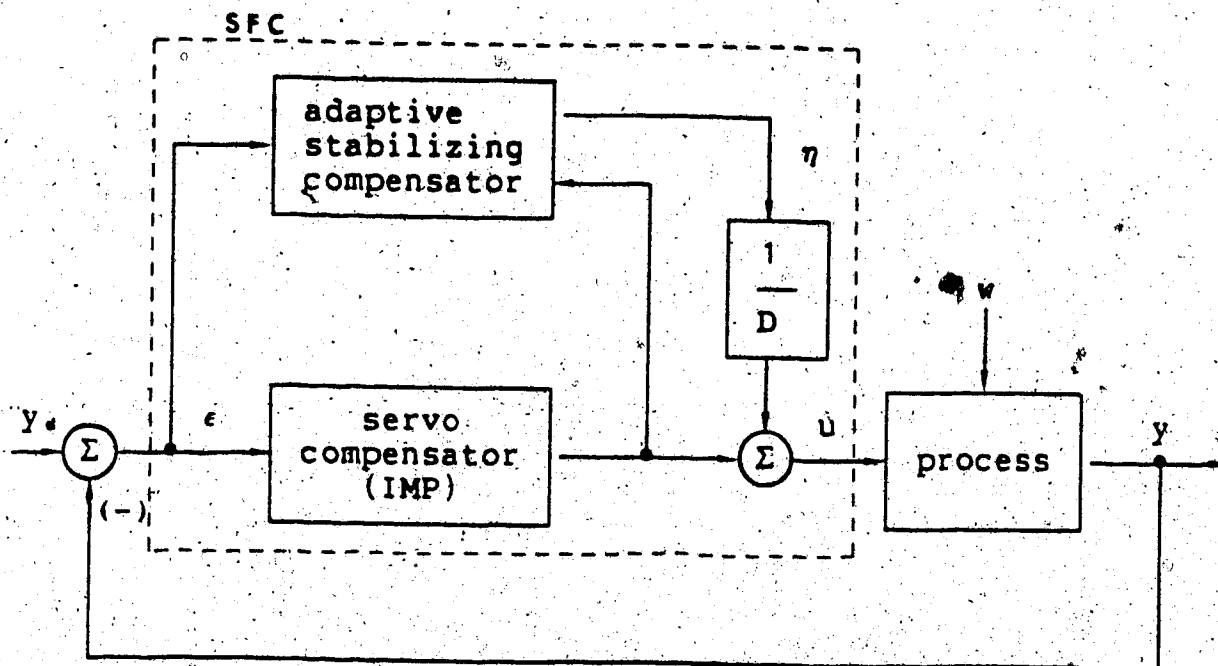 SFC
adaptive
stabilizing
compensator
η
1
D
w
y d
Σ
(-)
ϵ
servo
compensator
(IMP)
Σ
u
process
y